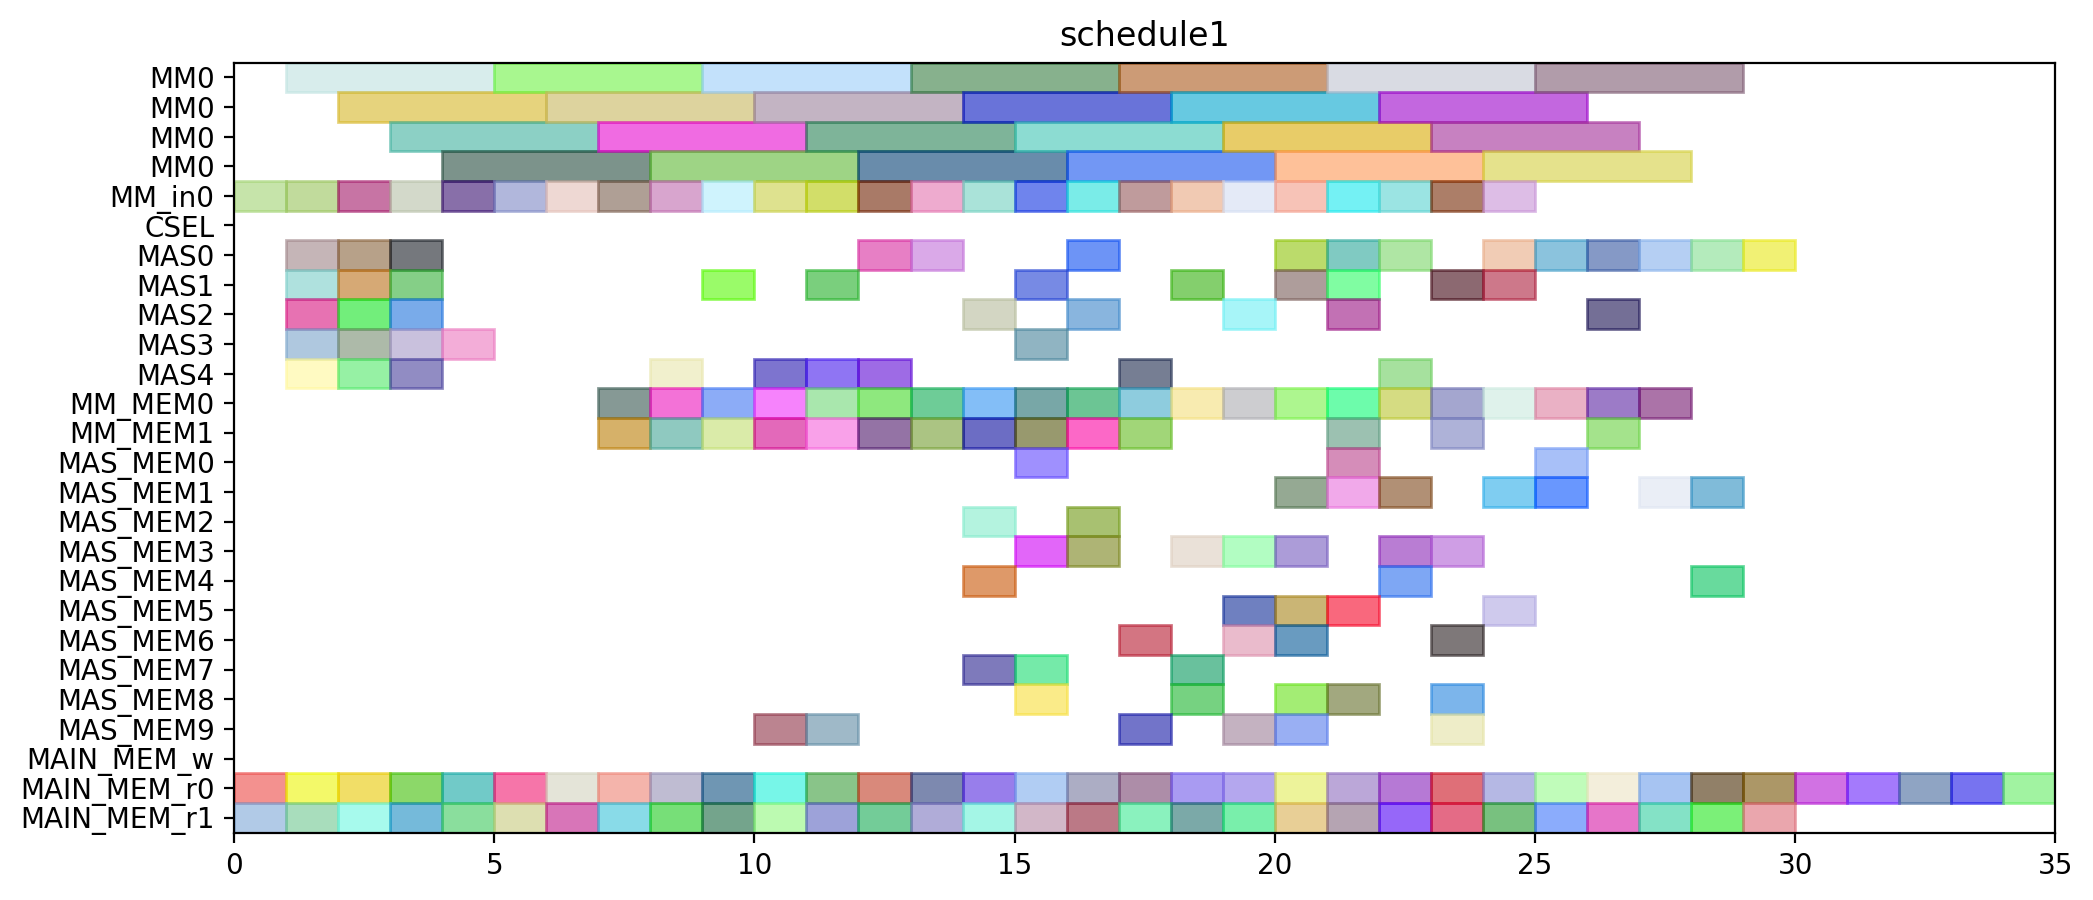 schedule1
MM0
MM0
MM0
MM0
MM_in0
CSEL
MAS0
MAS1
MAS2
MAS3
MAS4
MM_MEM0
MM_MEM1
MAS_MEM0
MAS_MEM1
MAS_MEM2
MAS_MEM3
MAS_MEM4
MAS_MEM5
MAS_MEM6
MAS_MEM7
MAS_MEM8
MAS_MEM9
MAIN_MEM_w
MAIN_MEM_r0
MAIN_MEM_r1
0 5 10 15 20 25 30 35